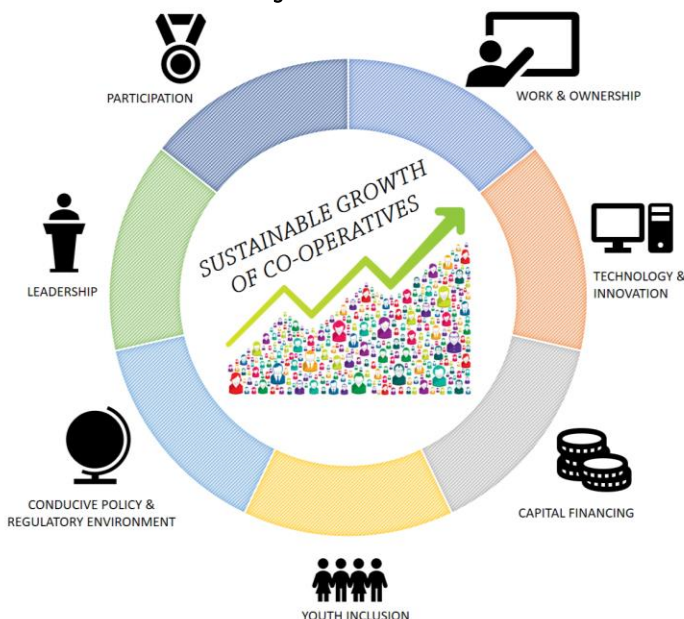 PARTICIPATION
WORK & OWNERSHIP
SUSTAINABLE GROWTH
OF CO-OPERATIVES
LEADERSHIP
TECHNOLOGY &
INNOVATION
CONDUCIVE POLICY &
REGULATORY ENVIRONMENT
CAPITAL FINANCING
YOUTH INCLUSION